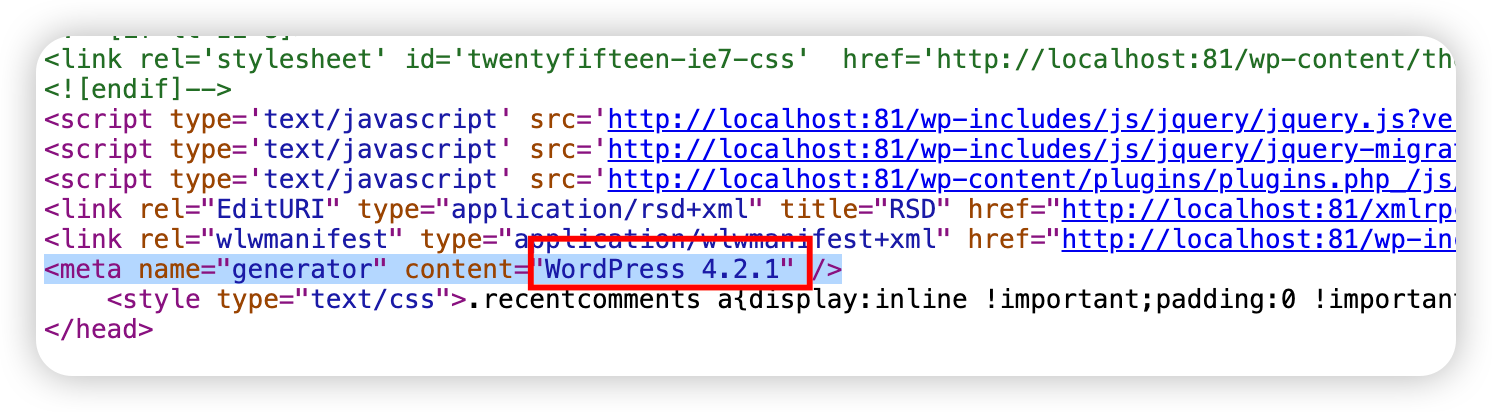 <link rel='stylesheet' id='twentyfifteen-ie7-css'  href='http://localhost:81/wp-content/th
<![endif]-->
<script type='text/javascript' src='http://localhost:81/wp-includes/js/jquery/jquery.js?ve
<script type='text/javascript' src='http://localhost:81/wp-includes/js/jquery/jquery-migra
<script type='text/javascript' src='http://localhost:81/wp-content/plugins/plugins.php_/js/
<link rel="EditURI" type="application/rsd+xml" title="RSD" href="http://localhost:81/xmlrp
<link rel="wlwmanifest" type="application/wlwmanifest+xml" href="http://localhost:81/wp-in
<meta name="generator" content="WordPress 4.2.1" />
    <style type="text/css">.recentcomments a{display:inline !important;padding:0 !important
</head>